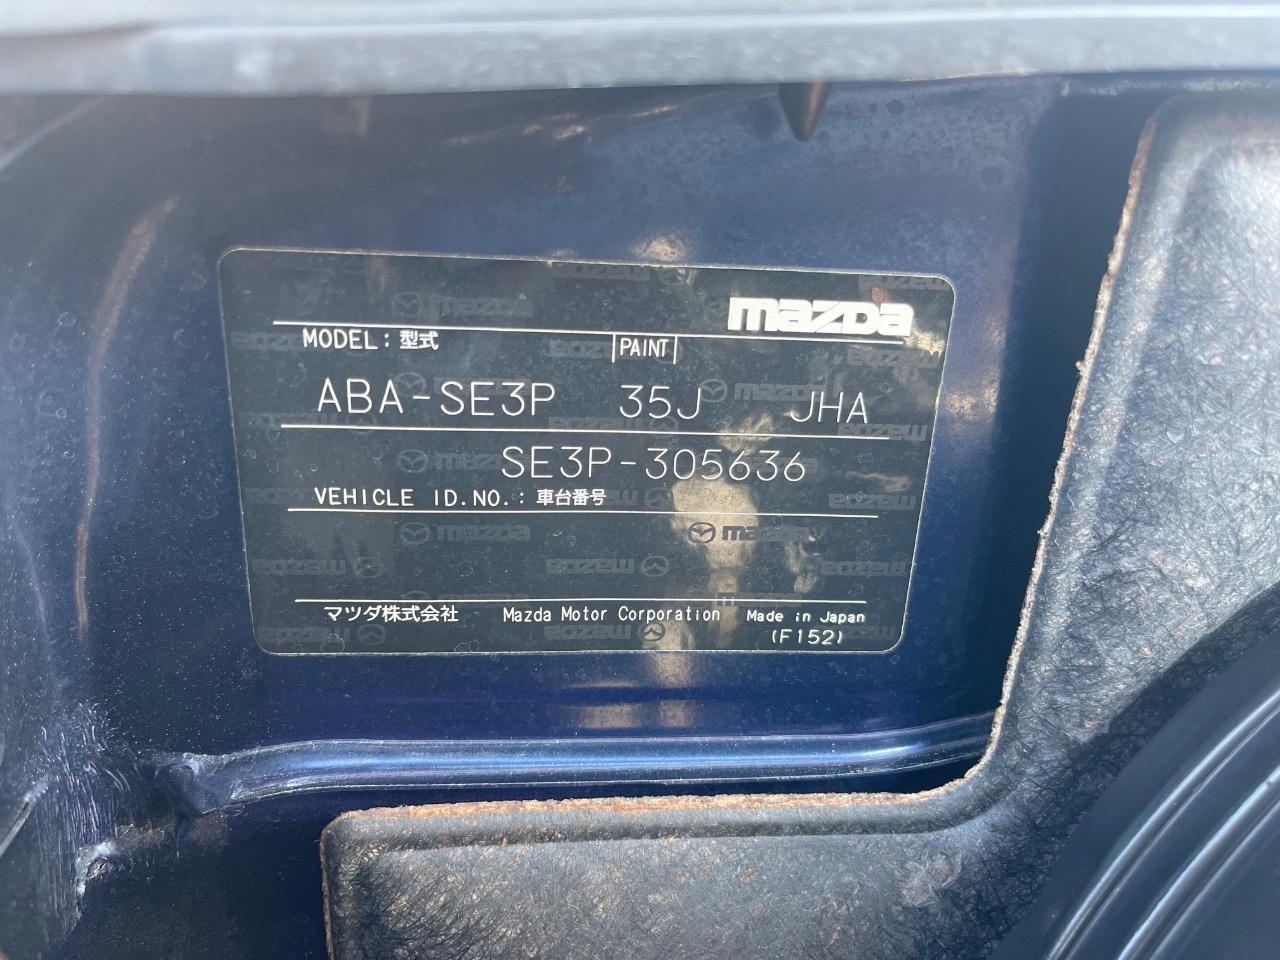 mazDa
MODEL: 型式 PAINT
ABA-SE3P 35J JHA
SE3P-305636
VEHICLE ID.NO.: 車台番号
マツダ株式会社 Mazda Motor Corporation Made in Japan
(F152)